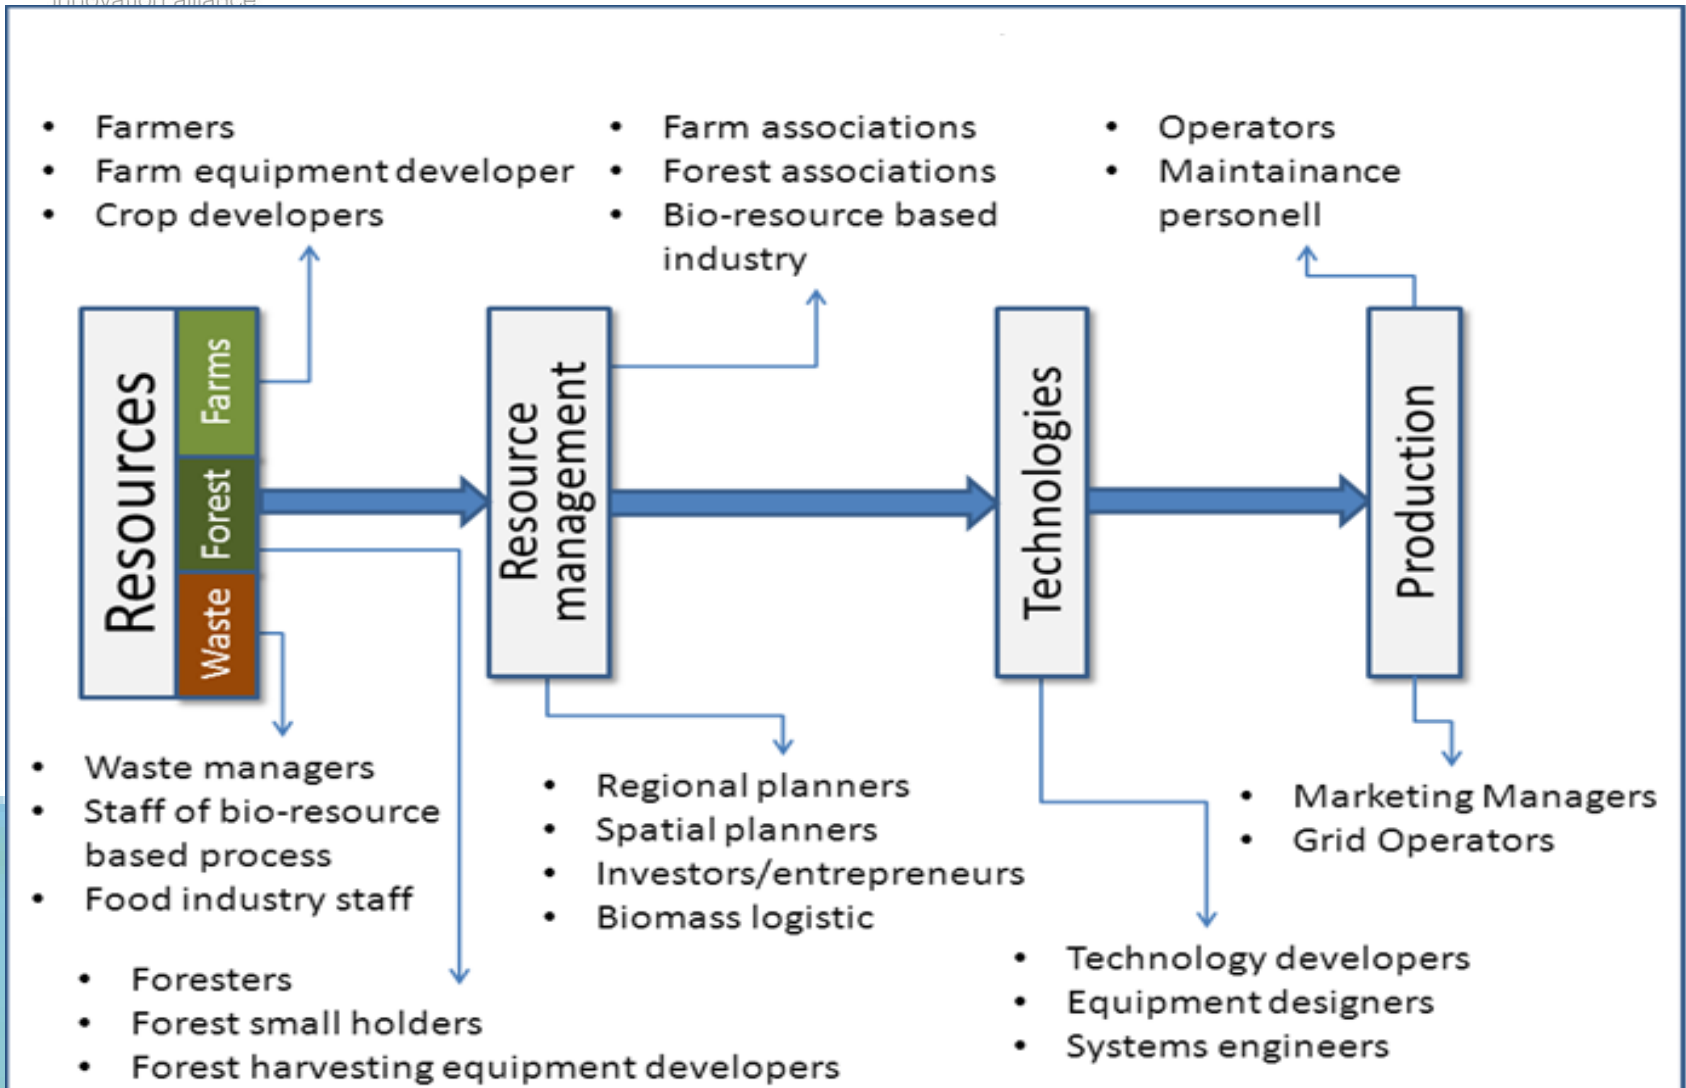 innovation alliance
• Farmers
• Farm equipment developer
• Crop developers
• Farm associations
• Forest associations
• Bio-resource based
industry
• Operators
• Maintainance
personell
Resources
Farms
Forest
Waste
Resource
management
Technologies
Production
• Waste managers
• Staff of bio-resource
based process
• Food industry staff
• Foresters
• Forest small holders
• Forest harvesting equipment developers
• Regional planners
• Spatial planners
• Investors/entrepreneurs
• Biomass logistic
• Technology developers
• Equipment designers
• Systems engineers
• Marketing Managers
• Grid Operators